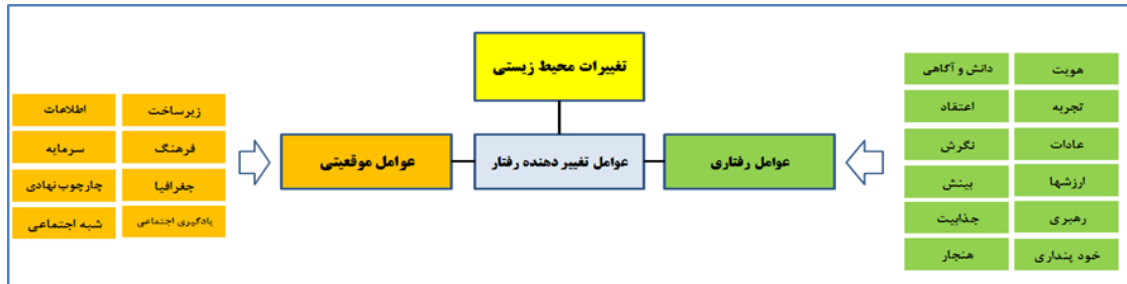 تغییرات محیط زیستی
هویت
دانش و آگاهی
تجربه
اعتقاد
عادات
نگرش
ارزشها
بینش
رهبری
جذابیت
خود پنداری
هنجار
عوامل رفتاری
عوامل تغییر دهنده رفتار
عوامل موقعیتی
زیرساخت
اطلاعات
فرهنگ
سرمایه
جغرافیا
چارچوب نهادی
یادگیری اجتماعی
شبه اجتماعی